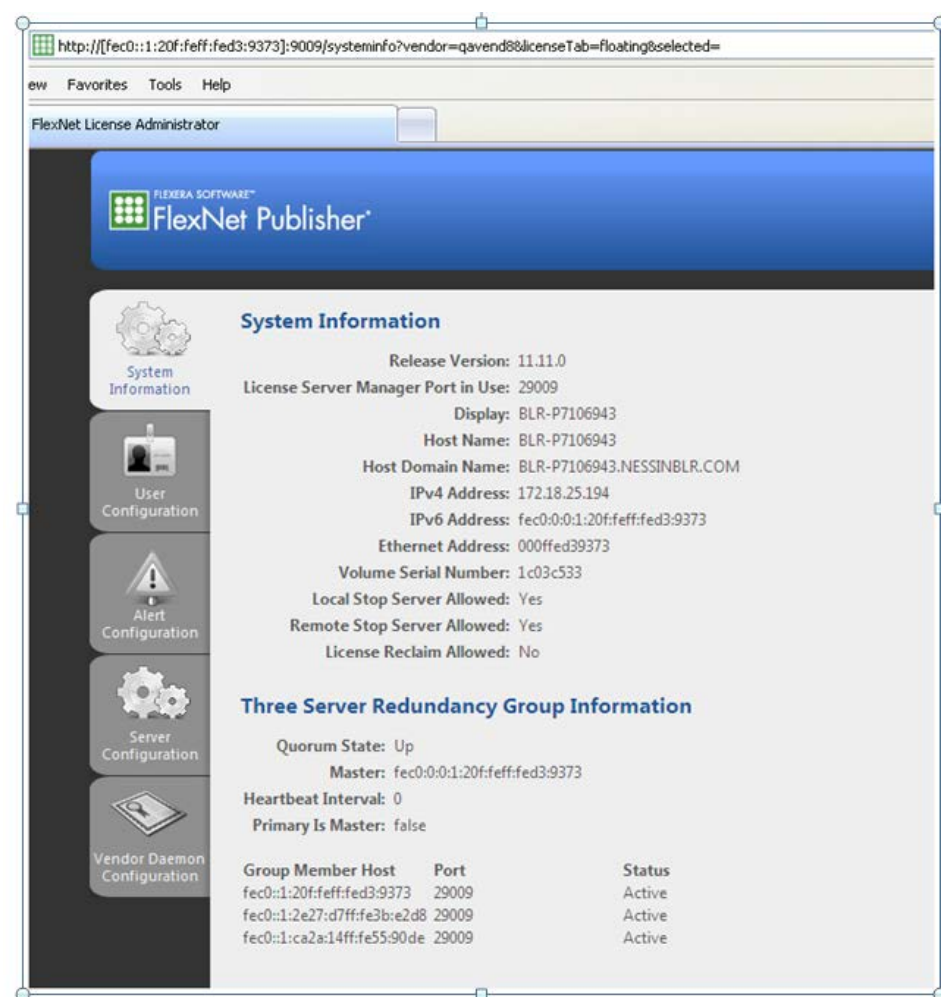 http://[fec0::1:20f:feff:fed3:9373]:9009/systeminfo?vendor=qavend8&licenseTab=floating&selected=
ew Favorites Tools Help
FlexNet License Administrator
FLEXERA SOFTWARE™
FlexNet Publisher
System Information
User Configuration
Alert Configuration
Server Configuration
Vendor Daemon Configuration
System Information
Release Version: 11.11.0
License Server Manager Port in Use: 29009
Display: BLR-P7106943
Host Name: BLR-P7106943
Host Domain Name: BLR-P7106943.NESSINBLR.COM
IPv4 Address: 172.18.25.194
IPv6 Address: fec0:0:0:1:20f:feff:fed3:9373
Ethernet Address: 000ffed39373
Volume Serial Number: 1c03c533
Local Stop Server Allowed: Yes
Remote Stop Server Allowed: Yes
License Reclaim Allowed: No
Three Server Redundancy Group Information
Quorum State: Up
Master: fec0:0:0:1:20f:feff:fed3:9373
Heartbeat Interval: 0
Primary Is Master: false
Group Member Host Port Status
fec0::1:20f:feff:fed3:9373 29009 Active
fec0::1:2e27:d7ff:fe3b:e2d8 29009 Active
fec0::1:ca2a:14ff:fe55:90de 29009 Active